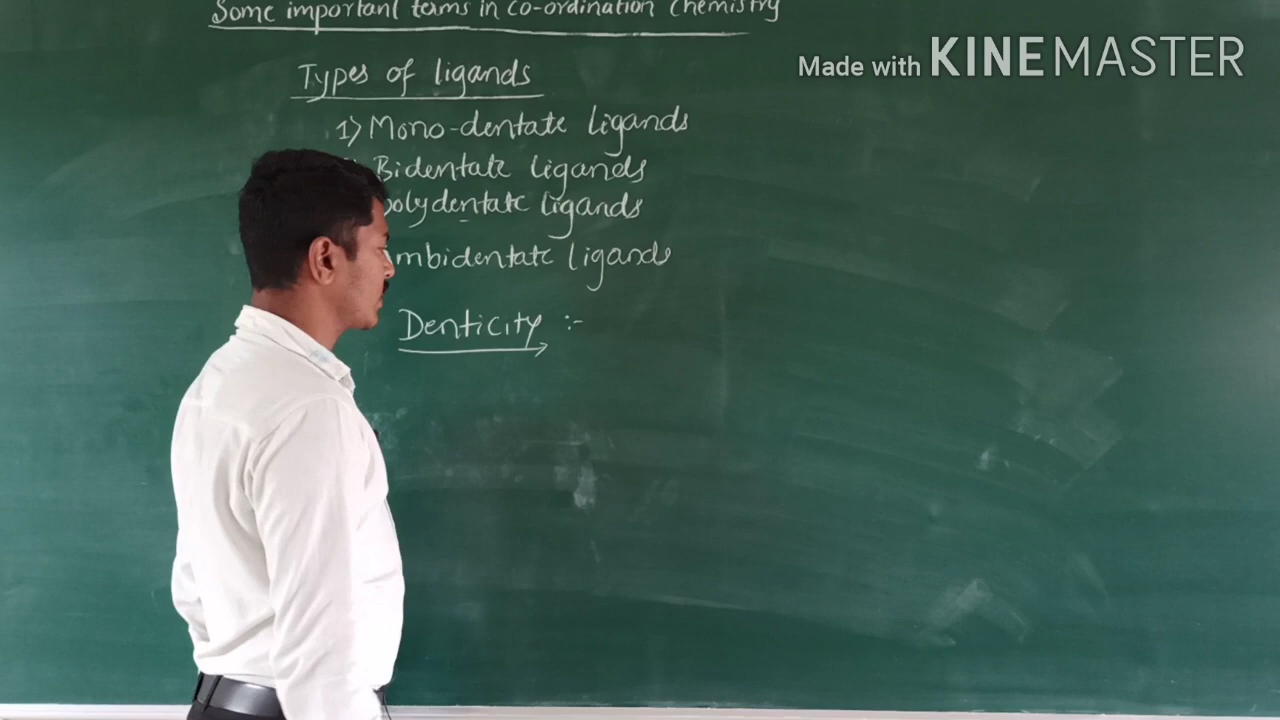 Some important terms in co-ordination chemistry
Made with KINEMASTER
Types of ligands
1) Mono-dentate ligands
Bidentate ligands
polydentate ligands
mbidentate ligands
Denticity :-